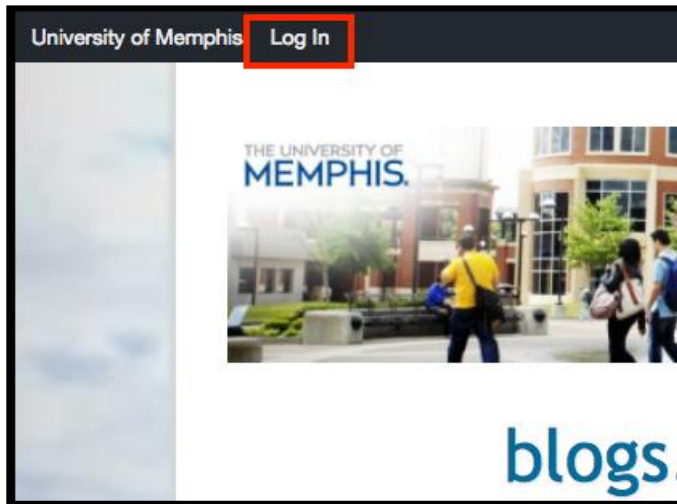 University of Memphis Log In
THE UNIVERSITY OF
MEMPHIS.
blogs.